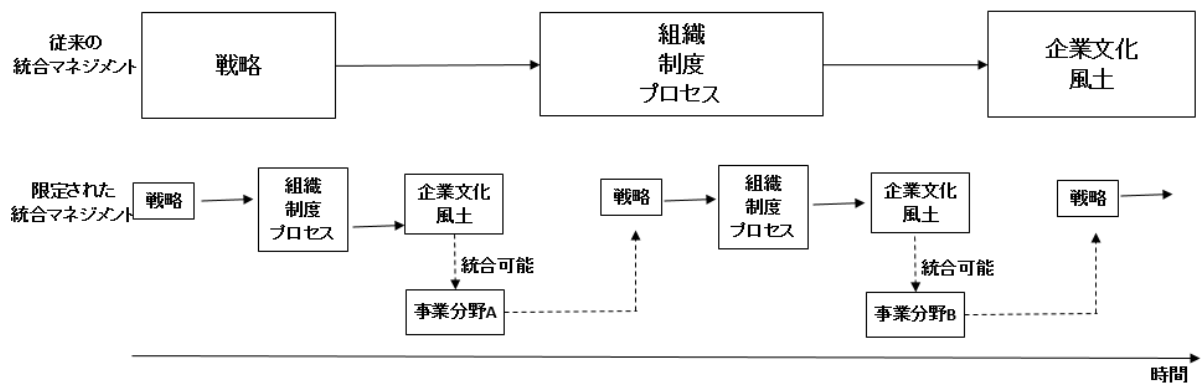 従来の
統合マネジメント
戦略
組織
制度
プロセス
企業文化
風土
限定された
統合マネジメント
戦略
組織
制度
プロセス
企業文化
風土
統合可能
事業分野A
戦略
組織
制度
プロセス
企業文化
風土
統合可能
事業分野B
戦略
時間